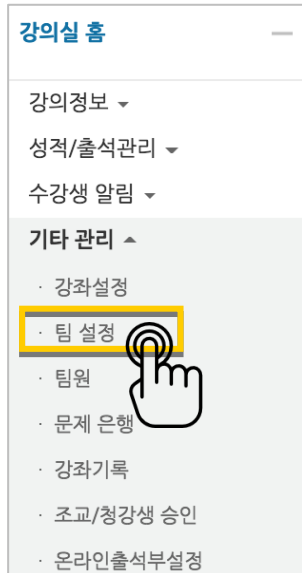 강의실 홈
강의정보
성적/출석관리
수강생 알림
기타 관리
· 강좌설정
· 팀 설정
· 팀원
· 문제 은행
· 강좌기록
· 조교/청강생 승인
· 온라인출석부설정